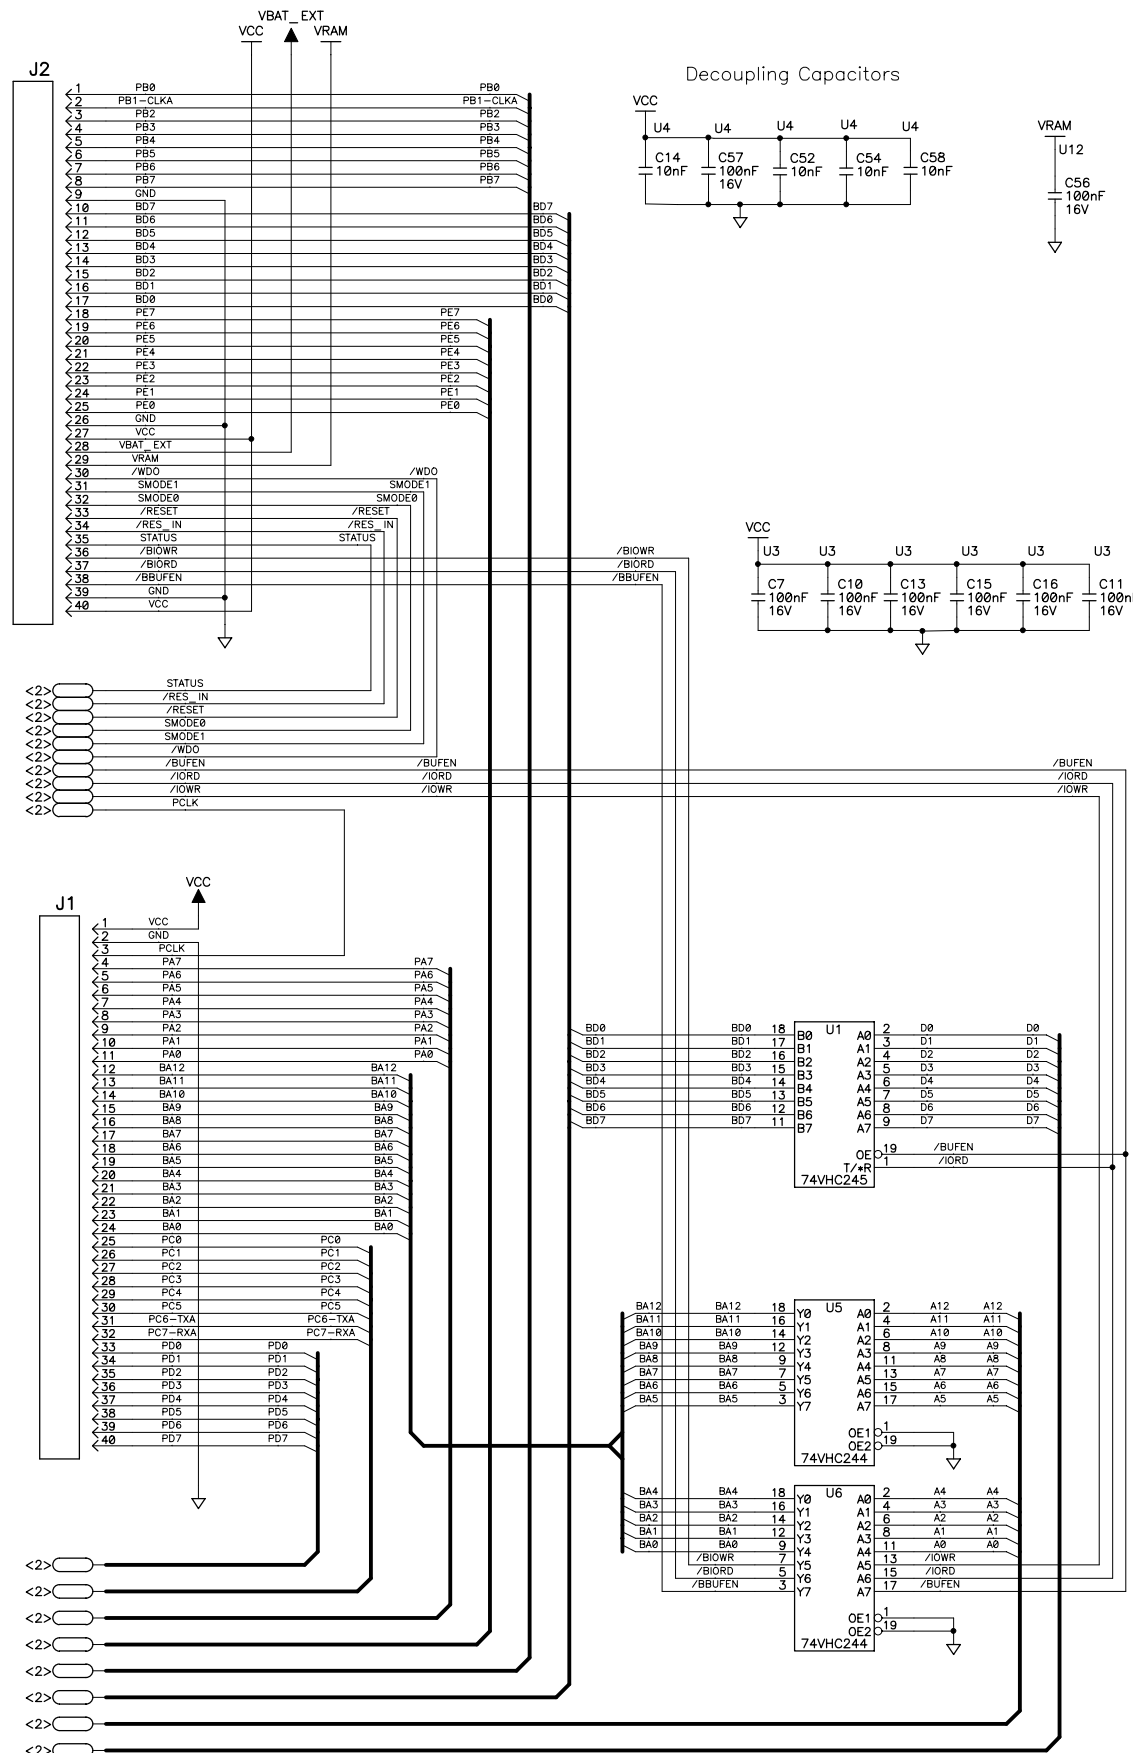 VBAT_EXT
VCC VRAM
J2
1 PB0 PB0
2 PB1-CLKA PB1-CLKA
3 PB2 PB2
4 PB3 PB3
5 PB4 PB4
6 PB5 PB5
7 PB6 PB6
8 PB7 PB7
9 GND
10 BD7 BD7
11 BD6 BD6
12 BD5 BD5
13 BD4 BD4
14 BD3 BD3
15 BD2 BD2
16 BD1 BD1
17 BD0 BD0
18 PE7 PE7
19 PE6 PE6
20 PE5 PE5
21 PE4 PE4
22 PE3 PE3
23 PE2 PE2
24 PE1 PE1
25 PE0 PE0
26 GND
27 VCC
28 VBAT_EXT
29 VRAM
30 /WDO /WDO
31 SMODE1 SMODE1
32 SMODE0 SMODE0
33 /RESET /RESET
34 /RES_IN /RES_IN
35 STATUS STATUS
36 /BIOWR /BIOWR
37 /BIORD /BIORD
38 /BBUFEN /BBUFEN
39 GND
40 VCC
Decoupling Capacitors
VCC
U4 U4 U4 U4 U4
C14 C57 C52 C54 C58
10nF 100nF 10nF 10nF 10nF
16V
VRAM
U12
C56
100nF
16V
VCC
U3 U3 U3 U3 U3 U3
C7 C10 C13 C15 C16 C11
100nF 100nF 100nF 100nF 100nF 100nF
16V 16V 16V 16V 16V 16V
<2> STATUS
<2> /RES_IN
<2> /RESET
<2> SMODE0
<2> SMODE1
<2> /WDO
<2> /BUFEN /BUFEN /BUFEN
<2> /IORD /IORD /IORD
<2> /IOWR /IOWR /IOWR
<2> PCLK
VCC
J1
1 VCC
2 GND
3 PCLK
4 PA7 PA7
5 PA6 PA6
6 PA5 PA5
7 PA4 PA4
8 PA3 PA3
9 PA2 PA2
10 PA1 PA1
11 PA0 PA0
12 BA12 BA12
13 BA11 BA11
14 BA10 BA10
15 BA9 BA9
16 BA8 BA8
17 BA7 BA7
18 BA6 BA6
19 BA5 BA5
20 BA4 BA4
21 BA3 BA3
22 BA2 BA2
23 BA1 BA1
24 BA0 BA0
25 PC0 PC0
26 PC1 PC1
27 PC2 PC2
28 PC3 PC3
29 PC4 PC4
30 PC5 PC5
31 PC6-TXA PC6-TXA
32 PC7-RXA PC7-RXA
33 PD0 PD0
34 PD1 PD1
35 PD2 PD2
36 PD3 PD3
37 PD4 PD4
38 PD5 PD5
39 PD6 PD6
40 PD7 PD7
U1
BD0 BD0 18 B0 A0 2 D0 D0
BD1 BD1 17 B1 A1 3 D1 D1
BD2 BD2 16 B2 A2 4 D2 D2
BD3 BD3 15 B3 A3 5 D3 D3
BD4 BD4 14 B4 A4 6 D4 D4
BD5 BD5 13 B5 A5 7 D5 D5
BD6 BD6 12 B6 A6 8 D6 D6
BD7 BD7 11 B7 A7 9 D7 D7
OE 19 /BUFEN
T/*R 1 /IORD
74VHC245
U5
BA12 BA12 18 Y0 A0 2 A12 A12
BA11 BA11 16 Y1 A1 4 A11 A11
BA10 BA10 14 Y2 A2 6 A10 A10
BA9 BA9 12 Y3 A3 8 A9 A9
BA8 BA8 9 Y4 A4 11 A8 A8
BA7 BA7 7 Y5 A5 13 A7 A7
BA6 BA6 5 Y6 A6 15 A6 A6
BA5 BA5 3 Y7 A7 17 A5 A5
OE1 1
OE2 19
74VHC244
U6
BA4 BA4 18 Y0 A0 2 A4 A4
BA3 BA3 16 Y1 A1 4 A3 A3
BA2 BA2 14 Y2 A2 6 A2 A2
BA1 BA1 12 Y3 A3 8 A1 A1
BA0 BA0 9 Y4 A4 11 A0 A0
/BIOWR 7 Y5 A5 13 /IOWR
/BIORD 5 Y6 A6 15 /IORD
/BBUFEN 3 Y7 A7 17 /BUFEN
OE1 1
OE2 19
74VHC244
<2>
<2>
<2>
<2>
<2>
<2>
<2>
<2>